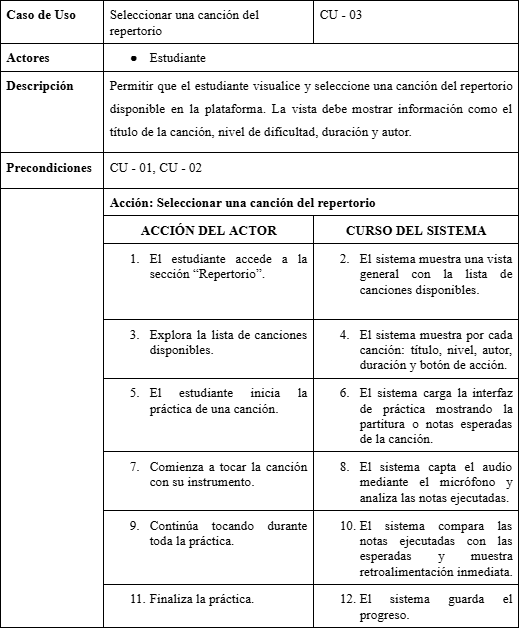 Caso de Uso
Seleccionar una canción del
repertorio
CU - 03
Actores
● Estudiante
Descripción
Permitir que el estudiante visualice y seleccione una canción del repertorio
disponible en la plataforma. La vista debe mostrar información como el
título de la canción, nivel de dificultad, duración y autor.
Precondiciones
CU - 01, CU - 02
Acción: Seleccionar una canción del repertorio
ACCIÓN DEL ACTOR
CURSO DEL SISTEMA
1. El estudiante accede a la
sección “Repertorio”.
2. El sistema muestra una vista
general con la lista de
canciones disponibles.
3. Explora la lista de canciones
disponibles.
4. El sistema muestra por cada
canción: título, nivel, autor,
duración y botón de acción.
5. El estudiante inicia la
práctica de una canción.
6. El sistema carga la interfaz
de práctica mostrando la
partitura o notas esperadas
de la canción.
7. Comienza a tocar la canción
con su instrumento.
8. El sistema capta el audio
mediante el micrófono y
analiza las notas ejecutadas.
9. Continúa tocando durante
toda la práctica.
10. El sistema compara las
notas ejecutadas con las
esperadas y muestra
retroalimentación inmediata.
11. Finaliza la práctica.
12. El sistema guarda el
progreso.